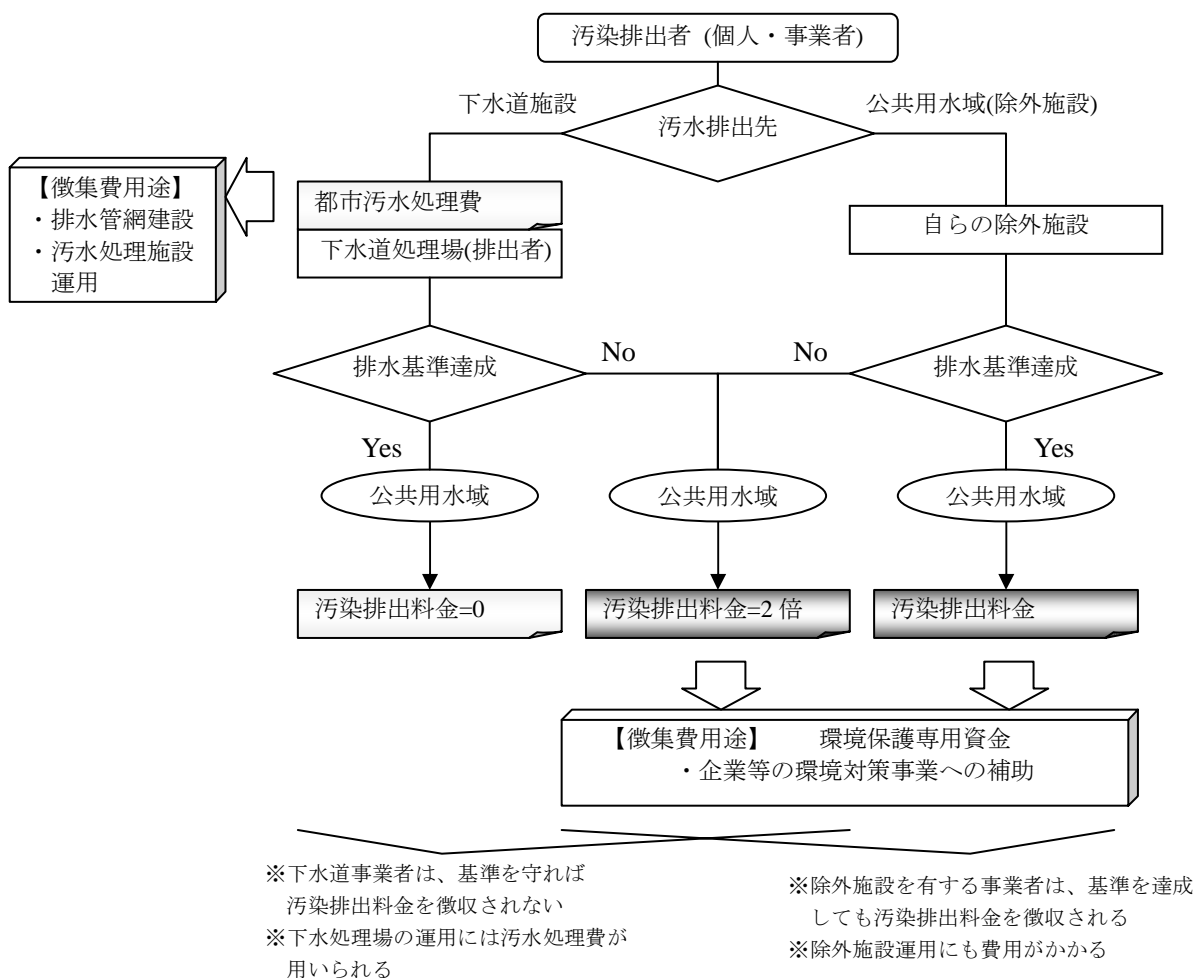 汚染排出者 (個人・事業者)
下水道施設
公共用水域(除外施設)
汚水排出先
【徴集費用途】
・排水管網建設
・汚水処理施設
運用
都市汚水処理費
下水道処理場(排出者)
自らの除外施設
排水基準達成
No
No
排水基準達成
Yes
Yes
公共用水域
公共用水域
公共用水域
汚染排出料金=0
汚染排出料金=2 倍
汚染排出料金
【徴集費用途】 環境保護専用資金
・企業等の環境対策事業への補助
※下水道事業者は、基準を守れば
汚染排出料金を徴収されない
※下水処理場の運用には汚水処理費が
用いられる
※除外施設を有する事業者は、基準を達成
しても汚染排出料金を徴収される
※除外施設運用にも費用がかかる